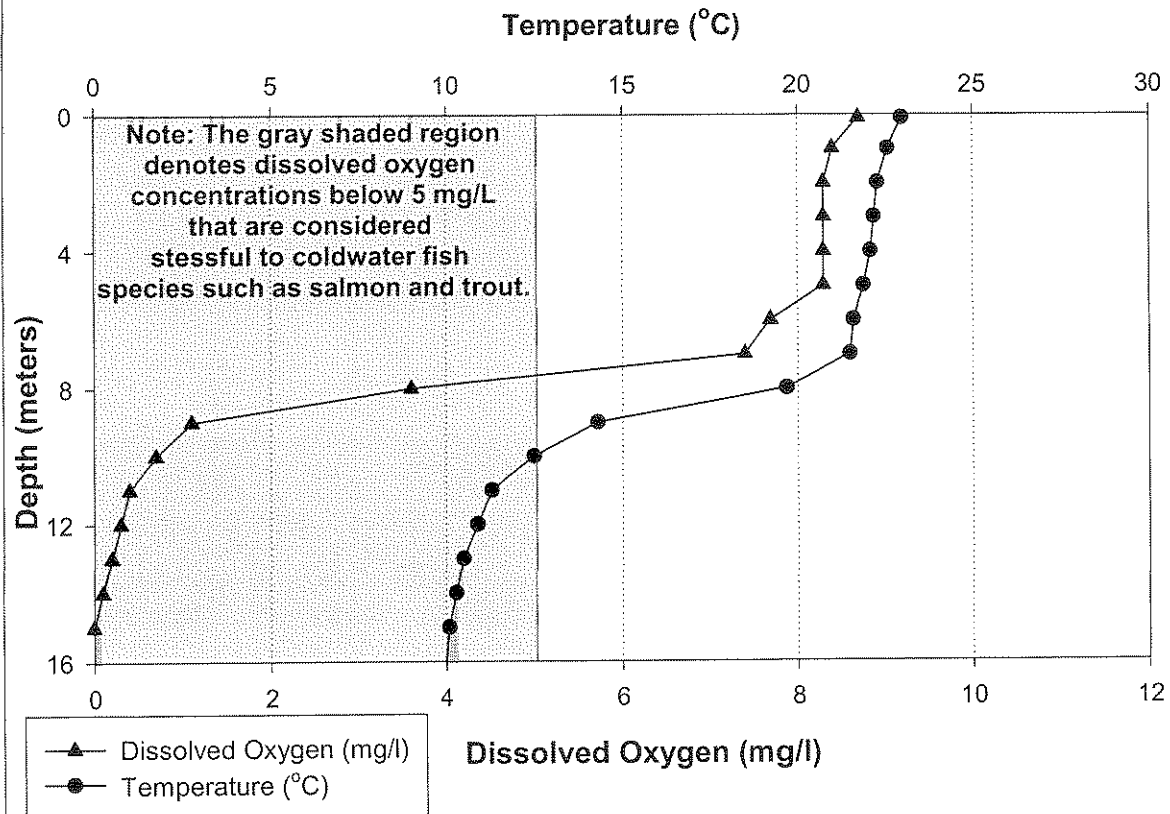 Temperature (°C)
0 5 10 15 20 25 30
Note: The gray shaded region
denotes dissolved oxygen
concentrations below 5 mg/L
that are considered
stessful to coldwater fish
species such as salmon and trout.
Depth (meters)
0
4
8
12
16
0 2 4 6 8 10 12
Dissolved Oxygen (mg/l)
Dissolved Oxygen (mg/l)
Temperature (°C)